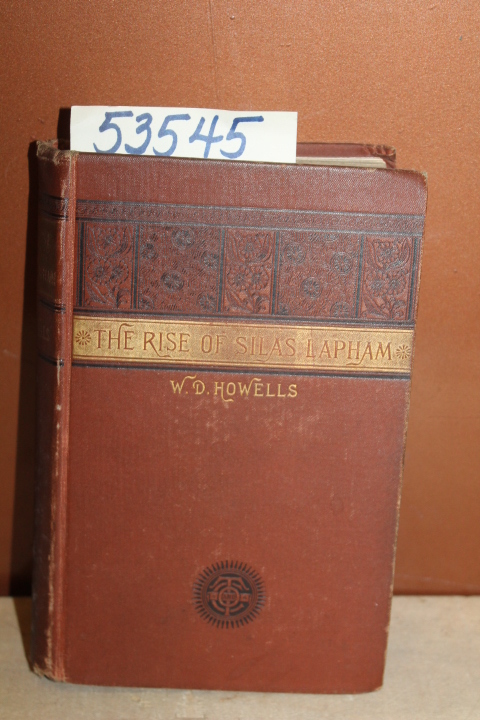 53545
THE RISE OF SILAS LAPHAM
W. D. HOWELLS